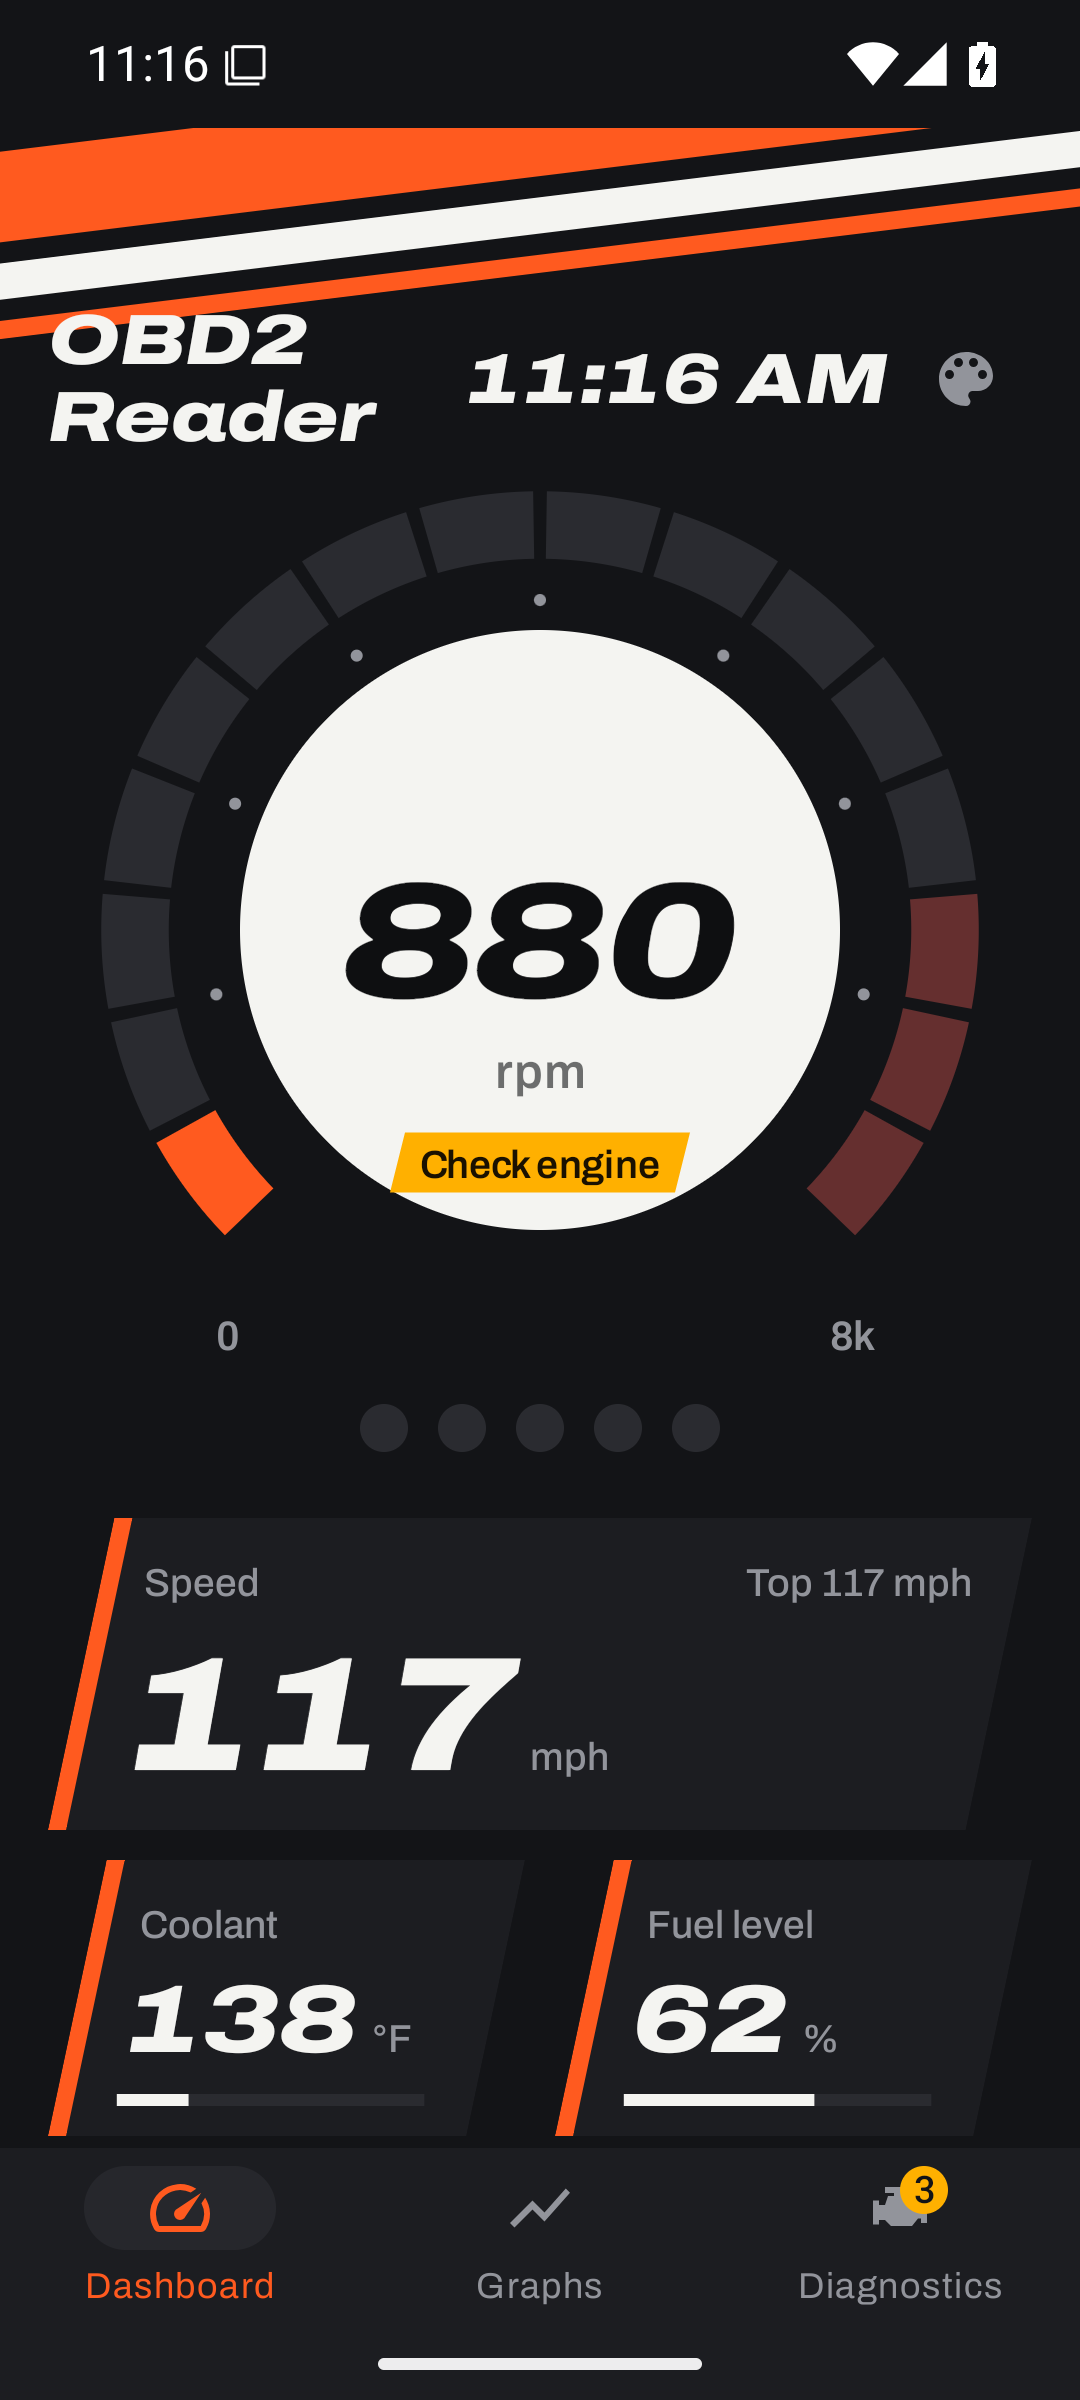 11:16
OBD2
Reader
11:16 AM
880
rpm
Check engine
0
8k
Speed
Top 117 mph
117 mph
Coolant
138 °F
Fuel level
62 %
3
Dashboard
Graphs
Diagnostics